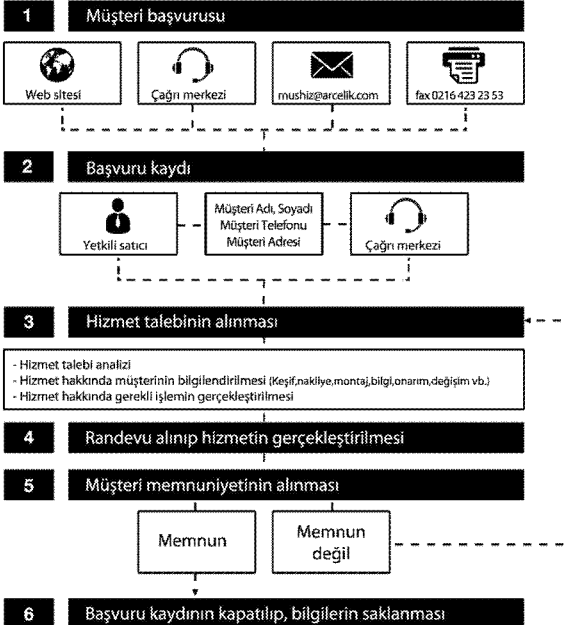 1 Müşteri başvurusu
Web sitesi
Çağrı merkezi
mushiz@arcelik.com
fax 0216 423 23 53
2 Başvuru kaydı
Yetkili satıcı
Müşteri Adı, Soyadı
Müşteri Telefonu
Müşteri Adresi
Çağrı merkezi
3 Hizmet talebinin alınması
- Hizmet talebi analizi
- Hizmet hakkında müşterinin bilgilendirilmesi (Keşif,nakliye,montaj,bilgi,onarım,değişim vb.)
- Hizmet hakkında gerekli işlemin gerçekleştirilmesi
4 Randevu alınıp hizmetin gerçekleştirilmesi
5 Müşteri memnuniyetinin alınması
Memnun
Memnun
değil
6 Başvuru kaydının kapatılıp, bilgilerin saklanması